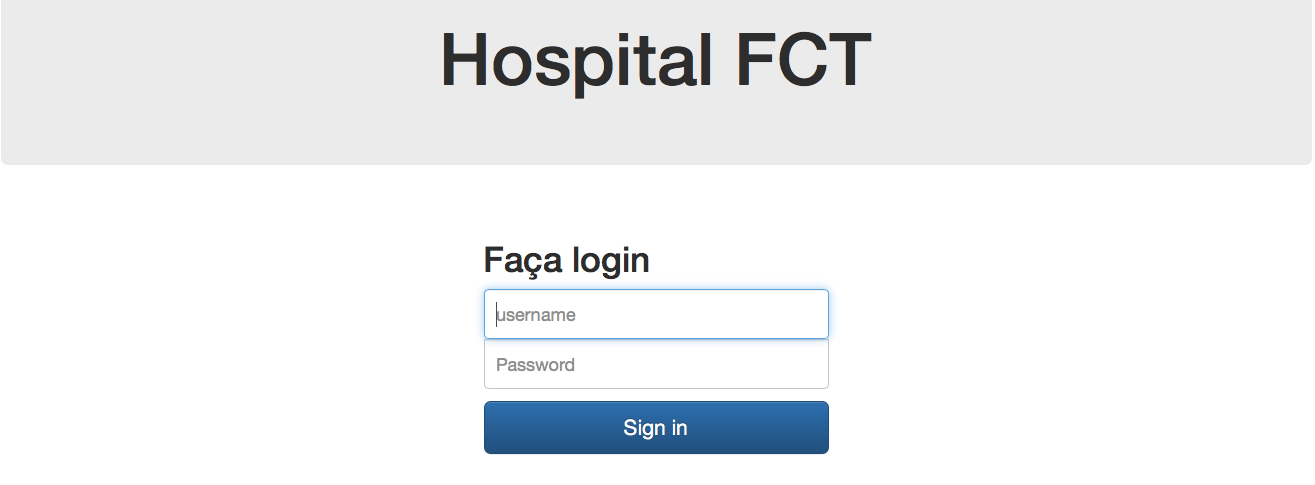 Hospital FCT
Faça login
username
Password
Sign in